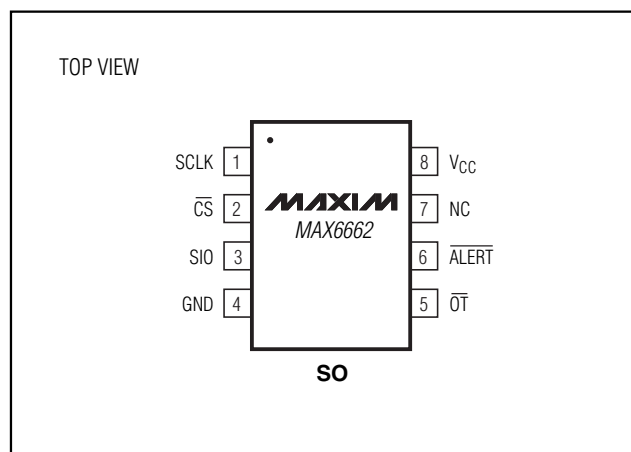 TOP VIEW
SCLK 1 8 VCC
CS 2 MAXIM 7 NC
MAX6662
SIO 3 6 ALERT
GND 4 5 OT
SO